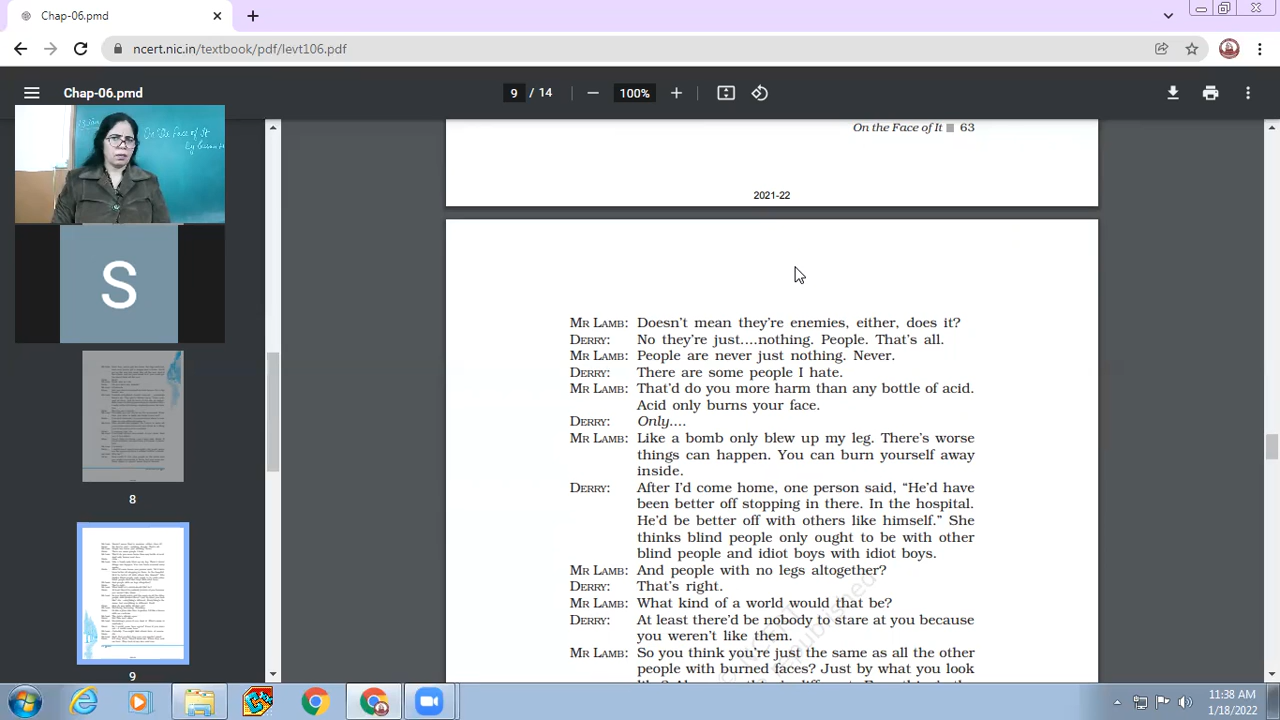 Chap-06.pmd
ncert.nic.in/textbook/pdf/levt106.pdf
Chap-06.pmd
9 / 14
100%
On the Face of It
S
8
9
On the Face of It 63
2021-22
MR LAMB: Doesn't mean they're enemies, either, does it?
DERRY: No they're just....nothing. People. That's all.
MR LAMB: People are never just nothing. Never.
DERRY: There are some people I hate.
MR LAMB: That'd do you more harm than any bottle of acid.
Acid only burns your face.
DERRY: Only....
MR LAMB: Like a bomb only blew up my leg. There's worse
things can happen. You can burn yourself away
inside.
DERRY: After I'd come home, one person said, “He'd have
been better off stopping in there. In the hospital.
He'd be better off with others like himself.” She
thinks blind people only ought to be with other
blind people and idiot boys with idiot boys.
MR LAMB: And people with no legs altogether?
DERRY: That's right.
MR LAMB: What kind of a world would that be?
DERRY: At least there'd be nobody to stare at you because
you weren't like them.
MR LAMB: So you think you're just the same as all the other
people with burned faces? Just by what you look
11:38 AM
1/18/2022